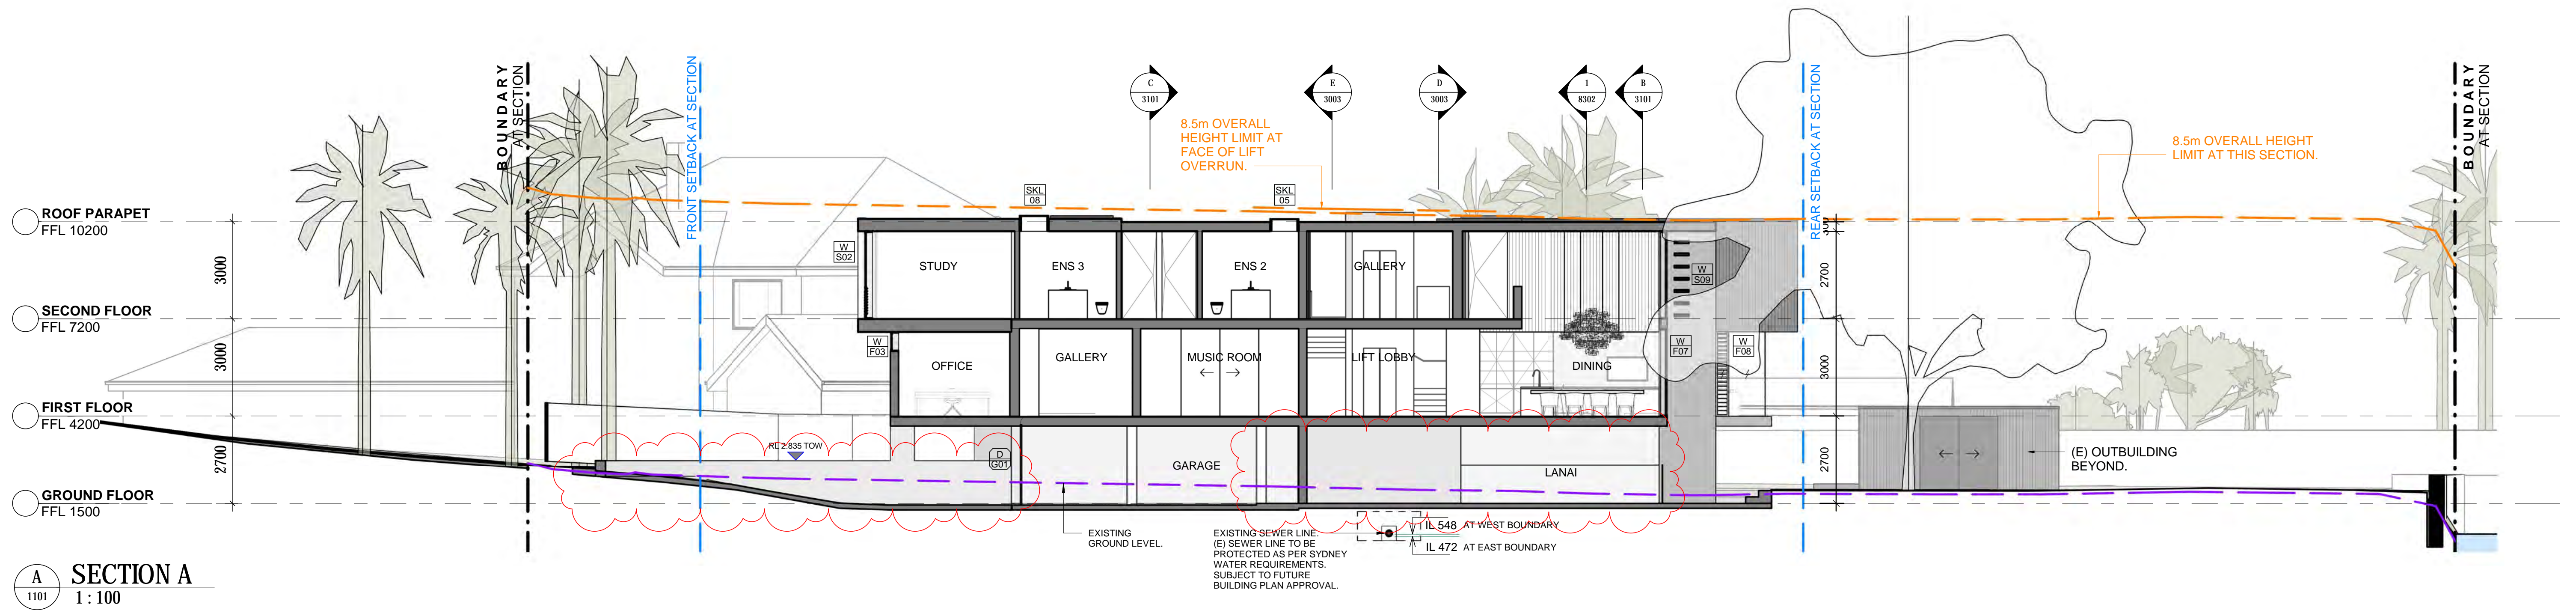 BOUNDARY
AT SECTION
FRONT SETBACK AT SECTION
C
3101
E
3003
D
3003
1
8302
B
3101
REAR SETBACK AT SECTION
BOUNDARY
AT SECTION
8.5m OVERALL
HEIGHT LIMIT AT
FACE OF LIFT
OVERRUN.
8.5m OVERALL HEIGHT
LIMIT AT THIS SECTION.
SKL
08
SKL
05
ROOF PARAPET
FFL 10200
W
S02
STUDY
ENS 3
ENS 2
GALLERY
W
S09
3000
2700
SECOND FLOOR
FFL 7200
W
F03
OFFICE
GALLERY
MUSIC ROOM
LIFT LOBBY
DINING
W
F07
W
F08
3000
3000
FIRST FLOOR
FFL 4200
RL 2.835 TOW
D
G01
GARAGE
LANAI
2700
2700
(E) OUTBUILDING
BEYOND.
GROUND FLOOR
FFL 1500
EXISTING
GROUND LEVEL.
EXISTING SEWER LINE.
(E) SEWER LINE TO BE
PROTECTED AS PER SYDNEY
WATER REQUIREMENTS.
SUBJECT TO FUTURE
BUILDING PLAN APPROVAL.
IL 548 AT WEST BOUNDARY
IL 472 AT EAST BOUNDARY
A
1101
SECTION A
1 : 100